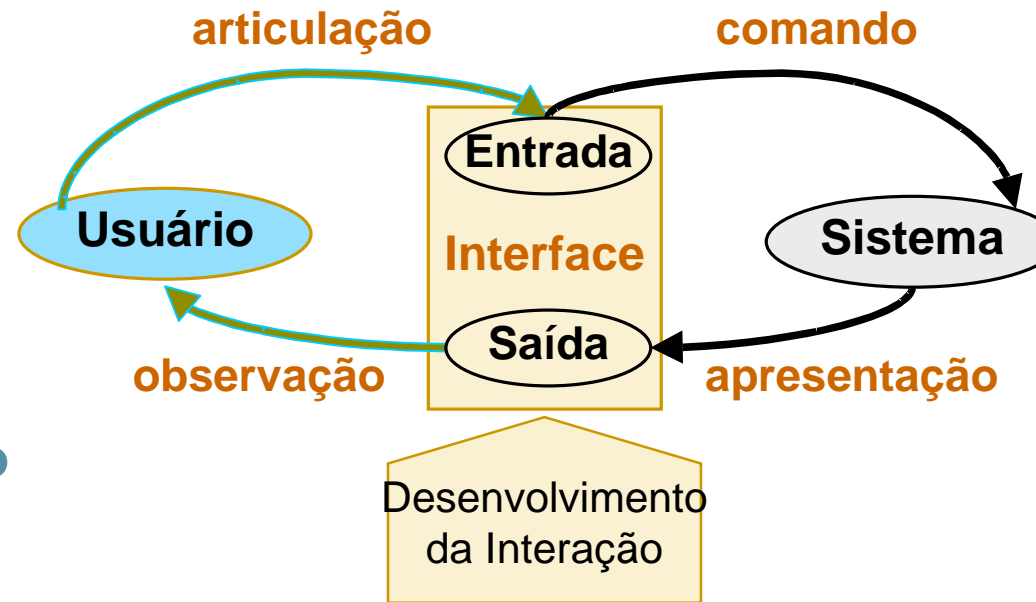 articulação
comando
Entrada
Usuário
Interface
Sistema
Saída
observação
apresentação
Desenvolvimento
da Interação